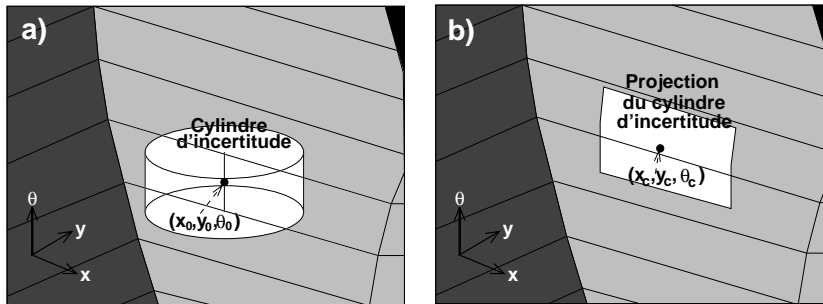 a)
Cylindre
d'incertitude
(x0,y0,θ0)
θ
y
x
b)
Projection
du cylindre
d'incertitude
(xc,yc,θc)
θ
y
x